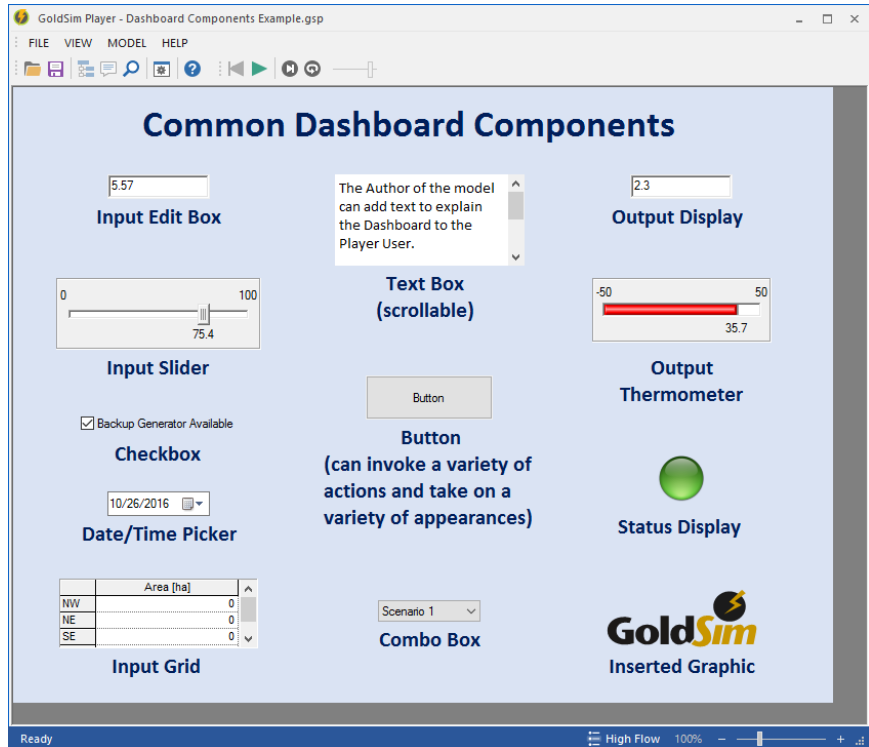 GoldSim Player - Dashboard Components Example.gsp
FILE VIEW MODEL HELP
Common Dashboard Components
5.57
Input Edit Box
The Author of the model
can add text to explain
the Dashboard to the
Player User.
Text Box
(scrollable)
2.3
Output Display
0 100
75.4
Input Slider
-50 50
35.7
Output
Thermometer
Backup Generator Available
Checkbox
Button
Button
(can invoke a variety of
actions and take on a
variety of appearances)
Status Display
10/26/2016
Date/Time Picker
Area [ha]
NW 0
NE 0
SE 0
Input Grid
Scenario 1
Combo Box
GoldSim
Inserted Graphic
Ready
High Flow 100% - +